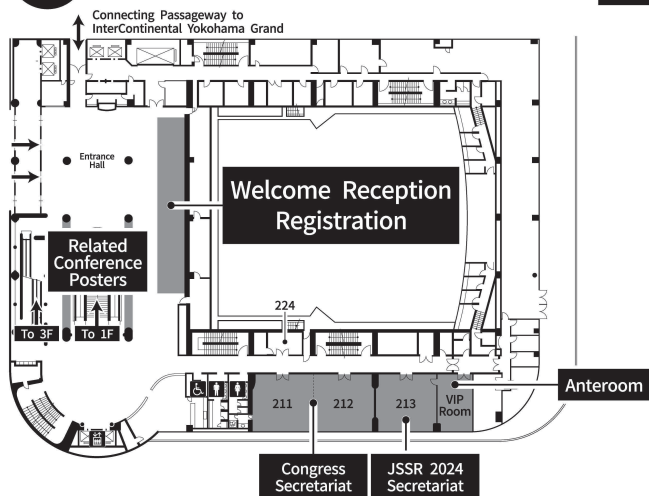 Connecting Passageway to
InterContinental Yokohama Grand
Entrance
Hall
Welcome Reception
Registration
Related
Conference
Posters
224
To 3F
To 1F
211
212
213
VIP
Room
Anteroom
Congress
Secretariat
JSSR 2024
Secretariat